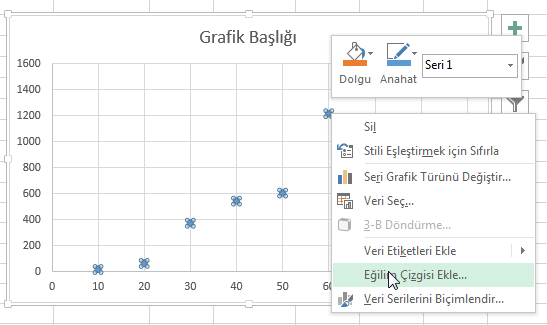 Grafik Başlığı
1600
1400
1200
1000
800
600
400
200
0
0 10 20 30 40 50 60
Dolgu
Anahat
Seri 1
Sil
Stili Eşleştirmek için Sıfırla
Seri Grafik Türünü Değiştir...
Veri Seç...
3-B Döndürme...
Veri Etiketleri Ekle
Eğilim Çizgisi Ekle...
Veri Serilerini Biçimlendir...